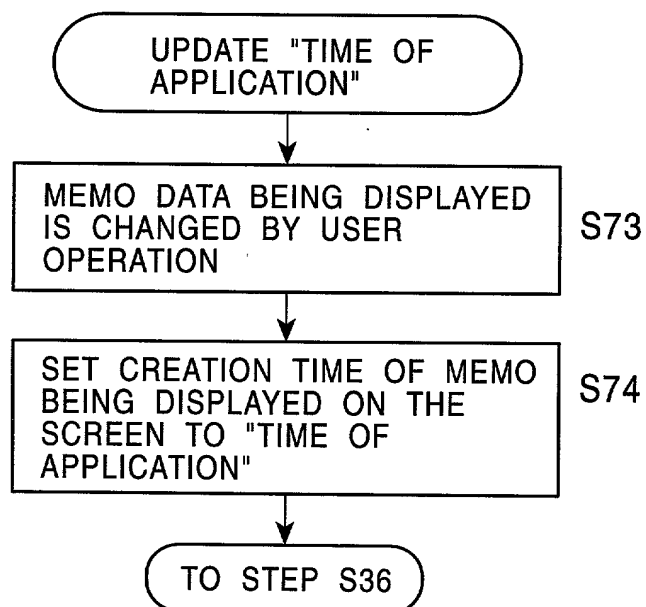 UPDATE "TIME OF
APPLICATION"
MEMO DATA BEING DISPLAYED
IS CHANGED BY USER
OPERATION
S73
SET CREATION TIME OF MEMO
BEING DISPLAYED ON THE
SCREEN TO "TIME OF
APPLICATION"
S74
TO STEP S36